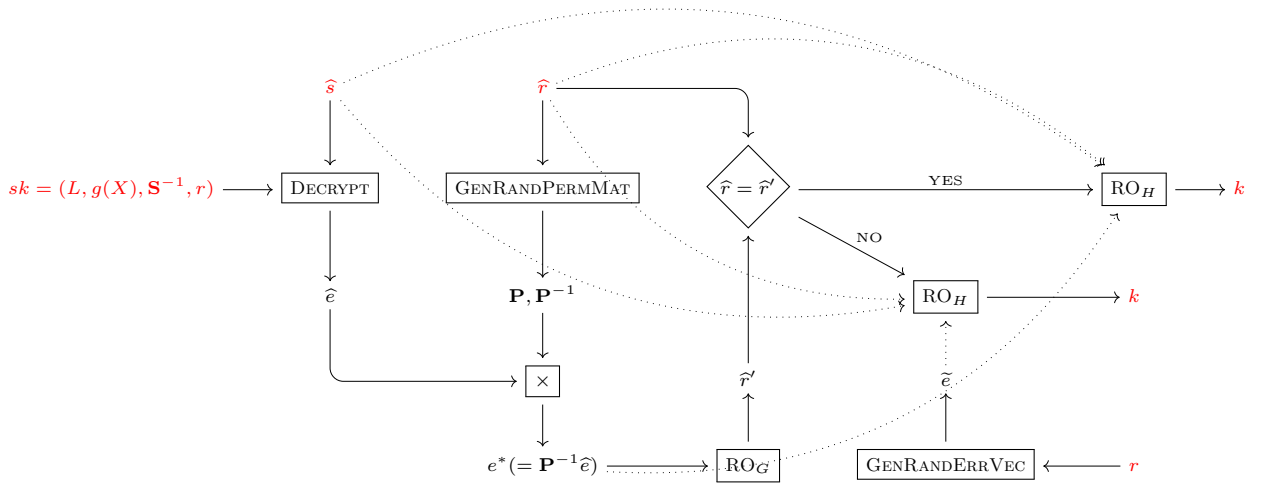 ŝ r̂
sk = (L, g(X), S⁻¹, r) DECRYPT GENRANDPERMMAT r̂ = r̂′ YES RO_H k
NO
ê P, P⁻¹ RO_H k
× r̂′ ẽ
e*(= P⁻¹ê) RO_G GENRANDERRVEC r